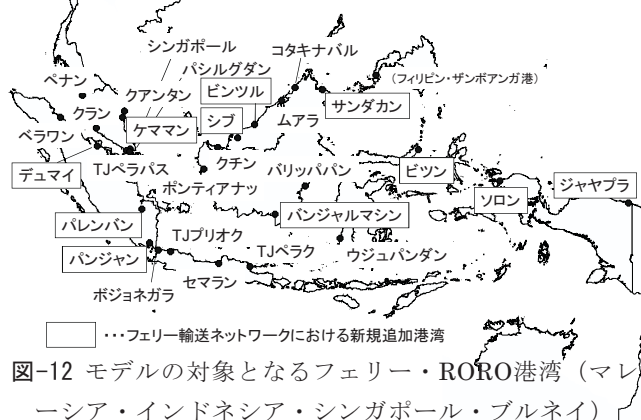 シンガポール
コタキナバル
ペナン
パシルグダン
クアンタン
ビンツル
(フィリピン・ザンボアンガ港)
クラン
サンダカン
シブ
ムアラ
ケママン
ベラワン
クチン
バリッパパン
ビツン
デュマイ
TJペラパス
ポンティアナッ
ソロン
ジャヤプラ
パレンバン
バンジャルマシン
TJプリオク
パンジャン
TJペラク
ウジュパンダン
セマラン
ボジョネガラ
・・・フェリー輸送ネットワークにおける新規追加港湾
図-12 モデルの対象となるフェリー・RORO港湾(マレ
ーシア・インドネシア・シンガポール・ブルネイ)